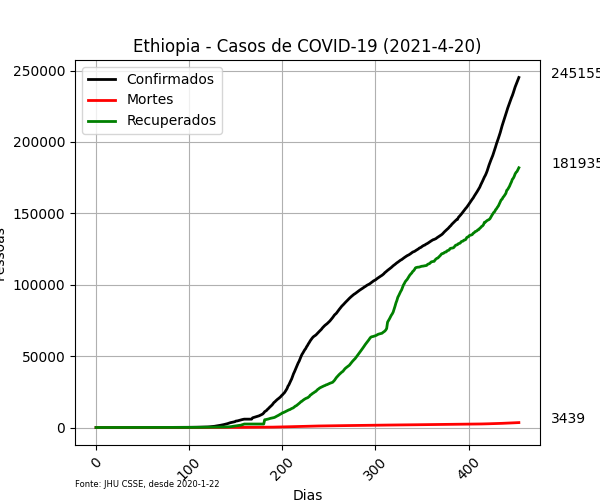 Ethiopia - Casos de COVID-19 (2021-4-20)
Confirmados
Mortes
Recuperados
250000
200000
150000
100000
50000
0
245155
181935
3439
0
100
200
300
400
Dias
Fonte: JHU CSSE, desde 2020-1-22